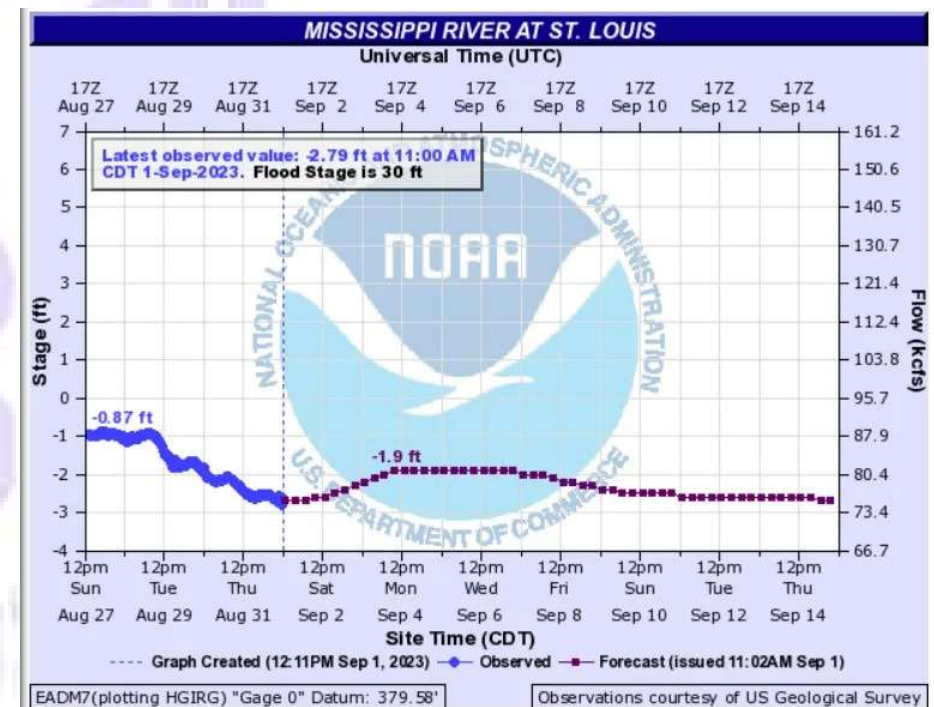 MISSISSIPPI RIVER AT ST. LOUIS
Universal Time (UTC)
17Z 17Z 17Z 17Z 17Z 17Z 17Z 17Z 17Z 17Z
Aug 27 Aug 29 Aug 31 Sep 2 Sep 4 Sep 6 Sep 8 Sep 10 Sep 12 Sep 14
Latest observed value: -2.79 ft at 11:00 AM
CDT 1-Sep-2023. Flood Stage is 30 ft
7 161.2
6 150.6
5 140.5
4 130.7
3 121.4
2 112.4
1 103.8
0 95.7
-1 87.9
-2 80.4
-3 73.4
-4 66.7
Stage (ft)
Flow (kcfs)
NATIONAL OCEANIC AND ATMOSPHERIC ADMINISTRATION
NOAA
U.S. DEPARTMENT OF COMMERCE
-0.87 ft
-1.9 ft
12pm 12pm 12pm 12pm 12pm 12pm 12pm 12pm 12pm 12pm
Sun Tue Thu Sat Mon Wed Fri Sun Tue Thu
Aug 27 Aug 29 Aug 31 Sep 2 Sep 4 Sep 6 Sep 8 Sep 10 Sep 12 Sep 14
Site Time (CDT)
Graph Created (12:11PM Sep 1, 2023) Observed Forecast (issued 11:02AM Sep 1)
EADM7(plotting HGIRG) "Gage 0" Datum: 379.58'
Observations courtesy of US Geological Survey